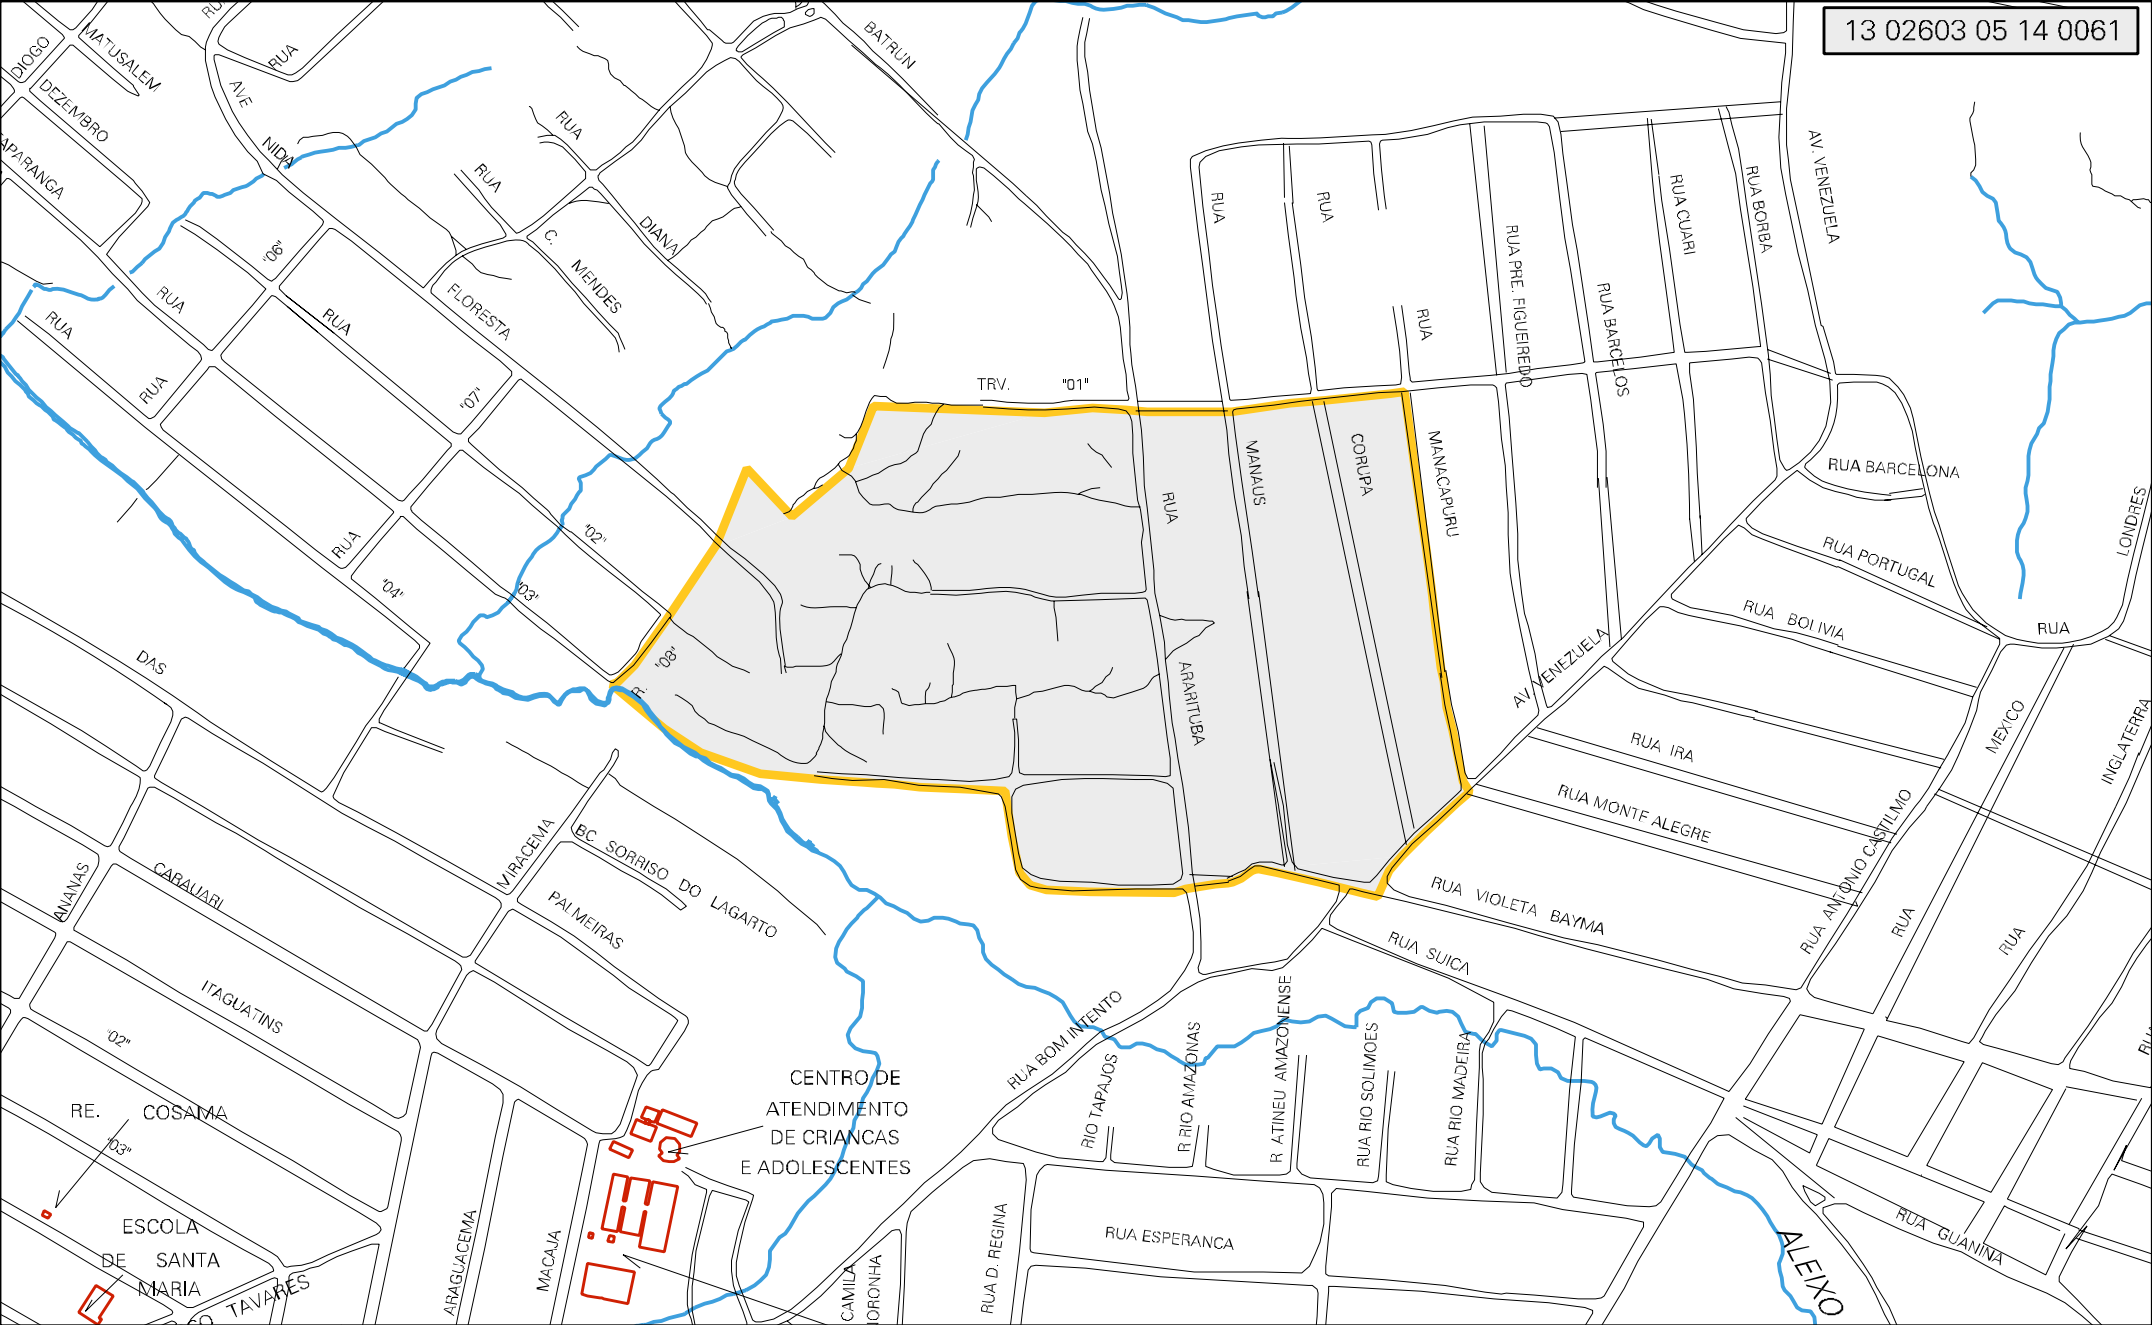 13 02603 05 14 0061
DIOGO
MATUSALEM
DEZEMBRO
RUA
AVE
NIDA
BATRUN
RUA
RUA
C.
MENDES
DIANA
FLORESTA
"06"
RUA
RUA
RUA
RUA
"07"
RUA
"02"
"03"
"04"
TRV.
"01"
RUA
RUA
RUA
RUA PRE. FIGUEIREDO
RUA BARCELOS
RUA CUARI
RUA BORBA
AV. VENEZUELA
MANAUS
CORUPA
MANACAPURU
RUA
ARARITUBA
R.
"08"
AV. VENEZUELA
RUA BARCELONA
RUA PORTUGAL
RUA BOLIVIA
RUA
LONDRES
RUA IRA
RUA MONTE ALEGRE
RUA VIOLETA BAYMA
RUA SUICA
MEXICO
RUA
INGLATERRA
RUA
RUA ANTONIO CASTILMO
DAS
MIRACEMA
BC SORRISO DO LAGARTO
PALMEIRAS
ANANAS
CARAUARI
ITAGUATINS
"02"
RE. COSAMA
"03"
ESCOLA
DE SANTA
MARIA
TAVARES
ARAGUACEMA
MACAJA
CENTRO DE
ATENDIMENTO
DE CRIANCAS
E ADOLESCENTES
RUA BOM INTENTO
RIO TAPAJOS
R RIO AMAZONAS
R ATINEU AMAZONENSE
RUA RIO SOLIMOES
RUA RIO MADEIRA
RUA ESPERANCA
RUA D. REGINA
CAMILA
RUA GUANINA
ALEIXO